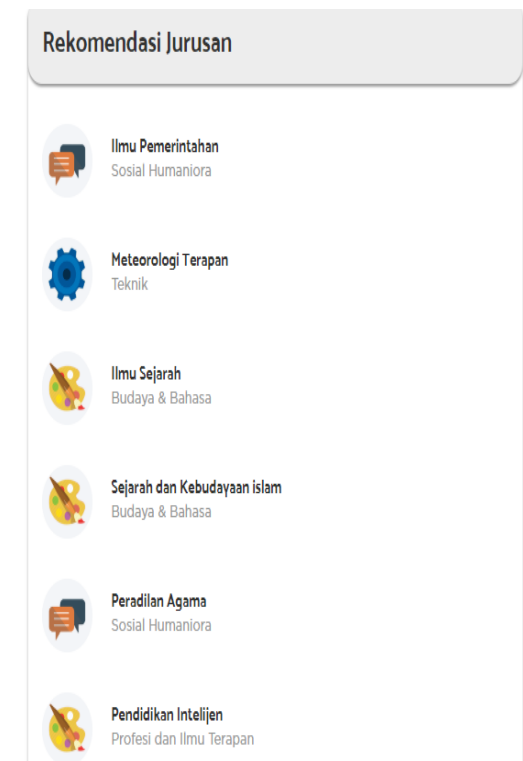 Rekomendasi Jurusan
Ilmu Pemerintahan
Sosial Humaniora
Meteorologi Terapan
Teknik
Ilmu Sejarah
Budaya & Bahasa
Sejarah dan Kebudayaan islam
Budaya & Bahasa
Peradilan Agama
Sosial Humaniora
Pendidikan Intelijen
Profesi dan Ilmu Terapan